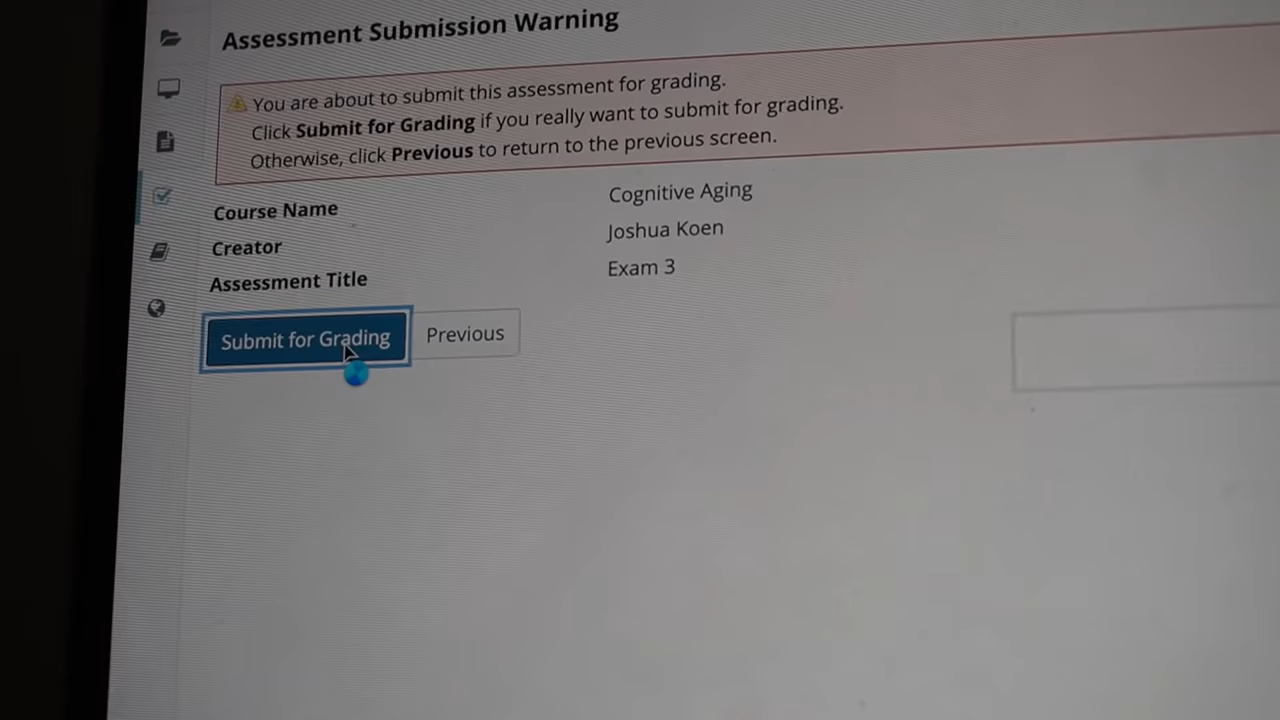 Assessment Submission Warning
You are about to submit this assessment for grading.
Click Submit for Grading if you really want to submit for grading.
Otherwise, click Previous to return to the previous screen.
Course Name Cognitive Aging
Creator Joshua Koen
Assessment Title Exam 3
Submit for Grading Previous